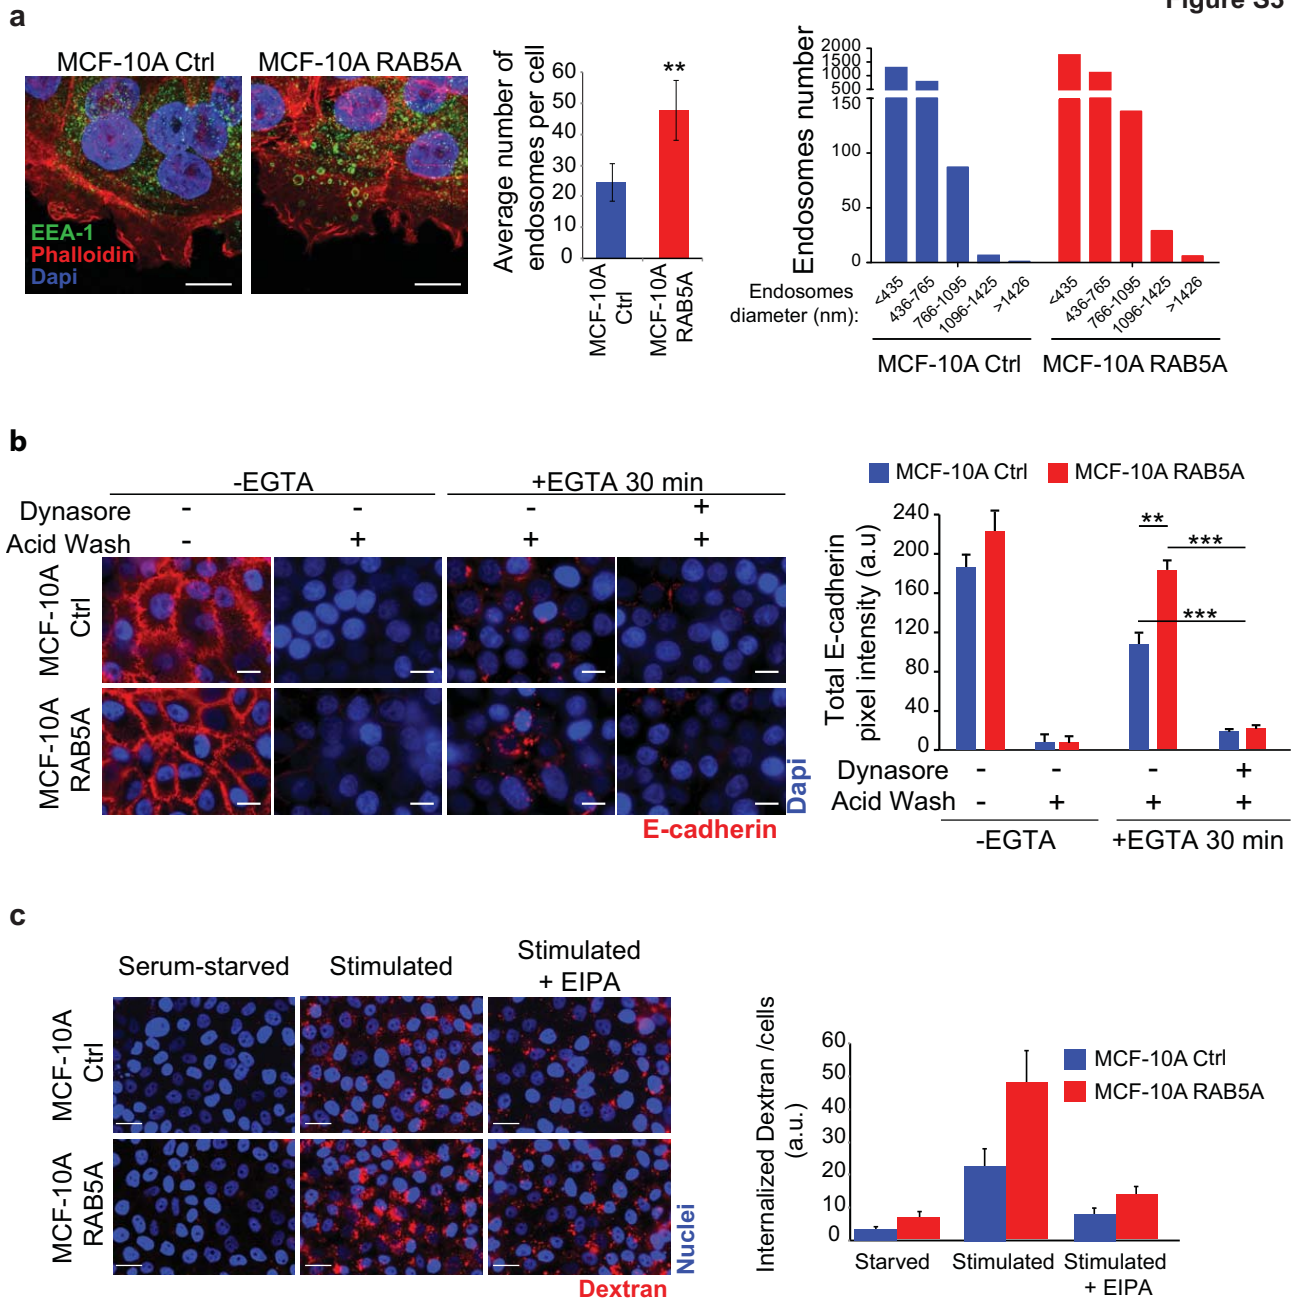 Figure S3
a
MCF-10A Ctrl
MCF-10A RAB5A
EEA-1
Phalloidin
Dapi
Average number of
endosomes per cell
60
50
40
30
20
10
0
**
MCF-10A
Ctrl
MCF-10A
RAB5A
Endosomes number
2000
1500
1000
500
150
100
50
0
Endosomes
diameter (nm):
<435
436-765
766-1095
1096-1425
>1426
<435
436-765
766-1095
1096-1425
>1426
MCF-10A Ctrl
MCF-10A RAB5A
b
-EGTA
+EGTA 30 min
Dynasore - - - +
Acid Wash - + + +
MCF-10A
Ctrl
MCF-10A
RAB5A
Dapi
E-cadherin
MCF-10A Ctrl
MCF-10A RAB5A
Total E-cadherin
pixel intensity (a.u)
240
200
160
120
80
40
0
**
***
***
Dynasore - - - +
Acid Wash - + + +
-EGTA
+EGTA 30 min
c
Serum-starved
Stimulated
Stimulated
+ EIPA
MCF-10A
Ctrl
MCF-10A
RAB5A
Nuclei
Dextran
Internalized Dextran /cells
(a.u.)
60
50
40
30
20
10
0
MCF-10A Ctrl
MCF-10A RAB5A
Starved
Stimulated
Stimulated
+ EIPA